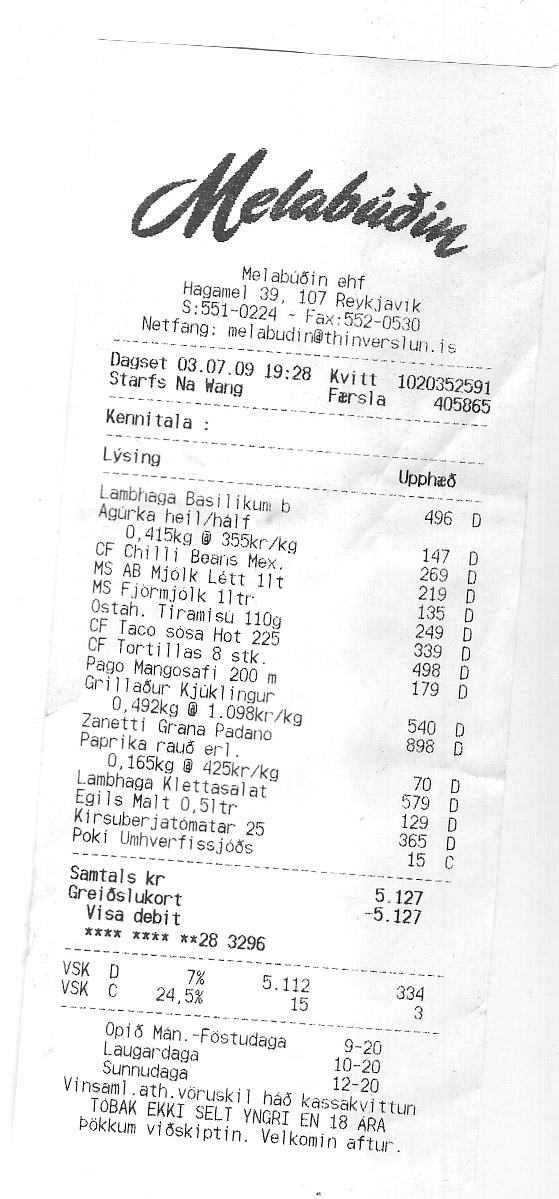 Melabúðin
Melabúðin ehf
Hagamel 39, 107 Reykjavik
S:551-0224 - Fax:552-0530
Netfang: melabudin@thinverslun.is
Dagset 03.07.09 19:28 Kvitt 1020352591
Starfs Na Wang Færsla 405865
Kennitala :
Lýsing Upphæð
Lambhaga Basilikum b 496 D
Agúrka heil/hálf
0,415kg @ 355kr/kg 147 D
CF Chilli Beans Mex. 269 D
MS AB Mjólk Létt 1lt 219 D
MS Fjörmjólk 1ltr 135 D
Ostah. Tiramisú 110g 249 D
CF Taco sósa Hot 225 339 D
CF Tortillas 8 stk. 498 D
Pago Mangosafi 200 m 179 D
Grillaður Kjúklingur
0,492kg @ 1.098kr/kg 540 D
Zanetti Grana Padano 898 D
Paprika rauð erl.
0,165kg @ 425kr/kg 70 D
Lambhaga Klettasalat 579 D
Egils Malt 0,5ltr 129 D
Kirsuberjatómatar 25 365 D
Poki Umhverfissjóðs 15 C
Samtals kr 5.127
Greiðslukort -5.127
Visa debit
**** **** **28 3296
VSK D 7% 5.112 334
VSK C 24,5% 15 3
Opið Mán.-Föstudaga 9-20
Laugardaga 10-20
Sunnudaga 12-20
Vinsaml.ath.vöruskil háð kassakvittun
TÓBAK EKKI SELT YNGRI EN 18 ÁRA
Þökkum viðskiptin. Velkomin aftur.